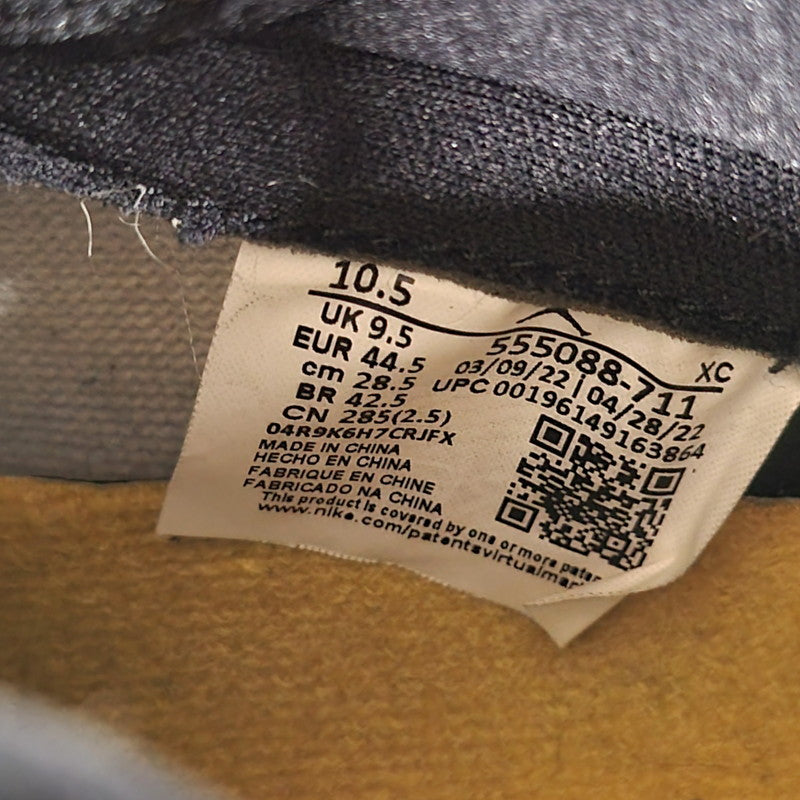 10.5
UK 9.5
EUR 44.5
cm 28.5
BR 42.5
CN 285(2.5)
04R9K6H7CRJFX
MADE IN CHINA
HECHO EN CHINA
FABRIQUE EN CHINE
FABRICADO NA CHINA
This product is covered by one or more
www.nike.com/patentsvirtualmar
555088-711
XC
03/09/22 | 04/28/22
UPC 00196149163864